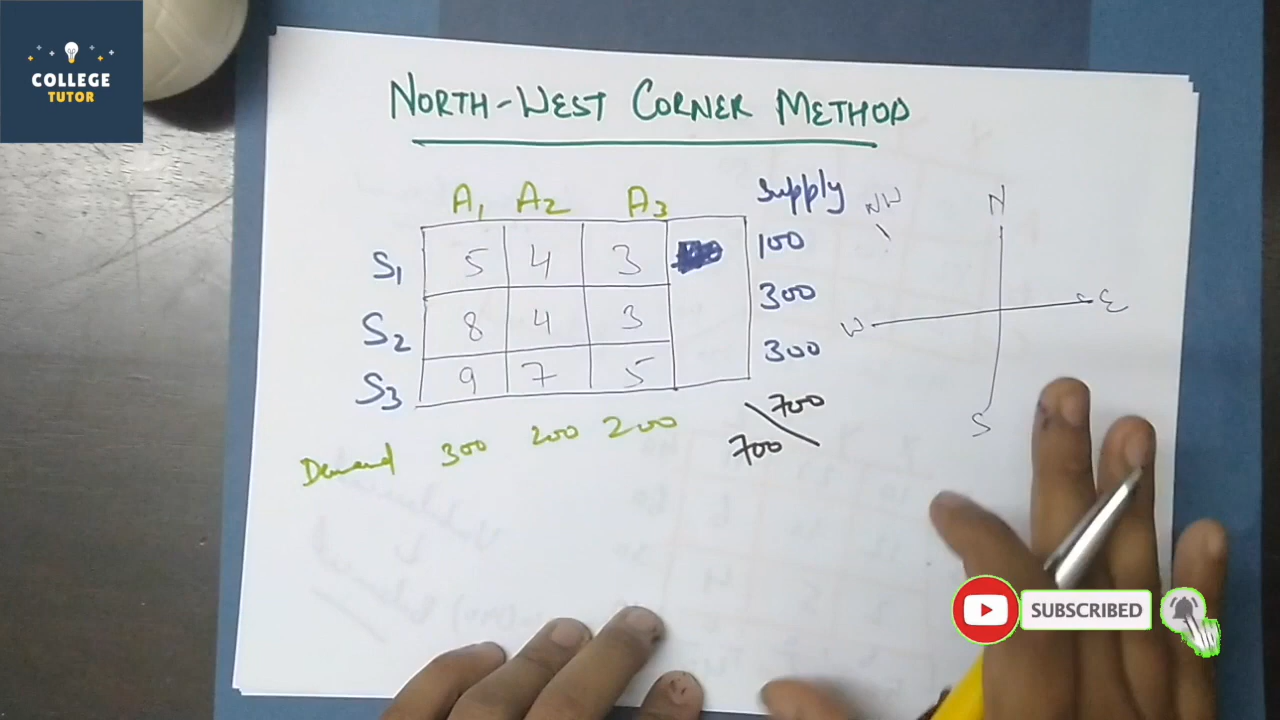 COLLEGE
TUTOR
NORTH-WEST CORNER METHOD
A1 A2 A3 Supply
S1 5 4 3 100
S2 8 4 3 300
S3 9 7 5 300
Demand 300 200 200 700
700
NW
N
W E
S
SUBSCRIBED